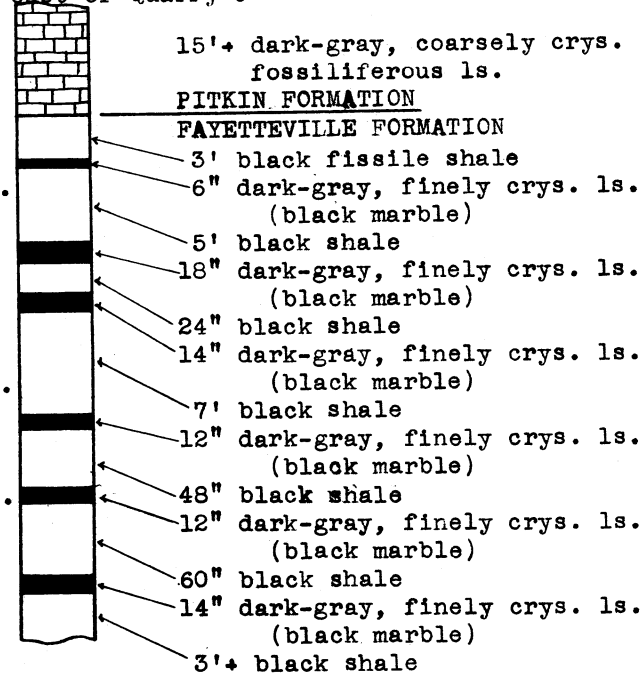 15'+ dark-gray, coarsely crys.
fossiliferous ls.
PITKIN FORMATION
FAYETTEVILLE FORMATION
3' black fissile shale
6" dark-gray, finely crys. ls.
(black marble)
5' black shale
18" dark-gray, finely crys. ls.
(black marble)
24" black shale
14" dark-gray, finely crys. ls.
(black marble)
7' black shale
12" dark-gray, finely crys. ls.
(black marble)
48" black shale
12" dark-gray, finely crys. ls.
(black marble)
60" black shale
14" dark-gray, finely crys. ls.
(black marble)
3'+ black shale